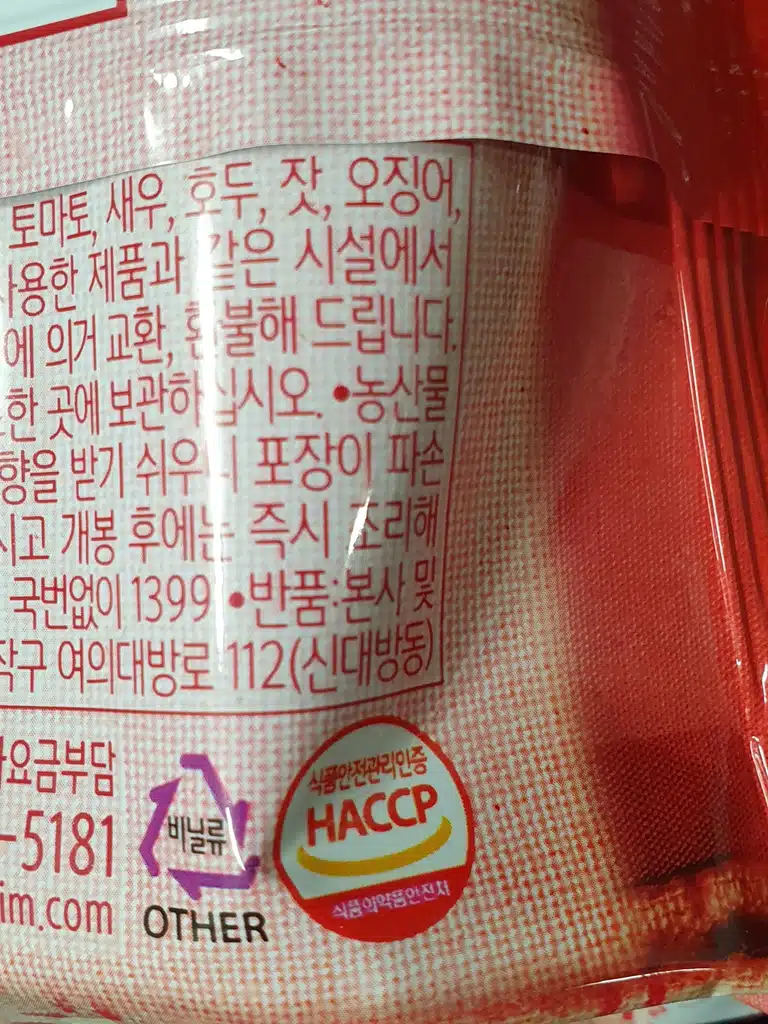 토마토, 새우, 호두, 잣, 오징어,
사용한 제품과 같은 시설에서
에 의거 교환, 환불해 드립니다.
한 곳에 보관하십시오. •농산물
향을 받기 쉬우니 포장이 파손
시고 개봉 후에는 즉시 조리해
국번없이 1399 •반품:본사 및
작구 여의대방로 112(신대방동)
요금부담
-5181
im.com
비닐류
OTHER
식품안전관리인증
HACCP
식품의약품안전처